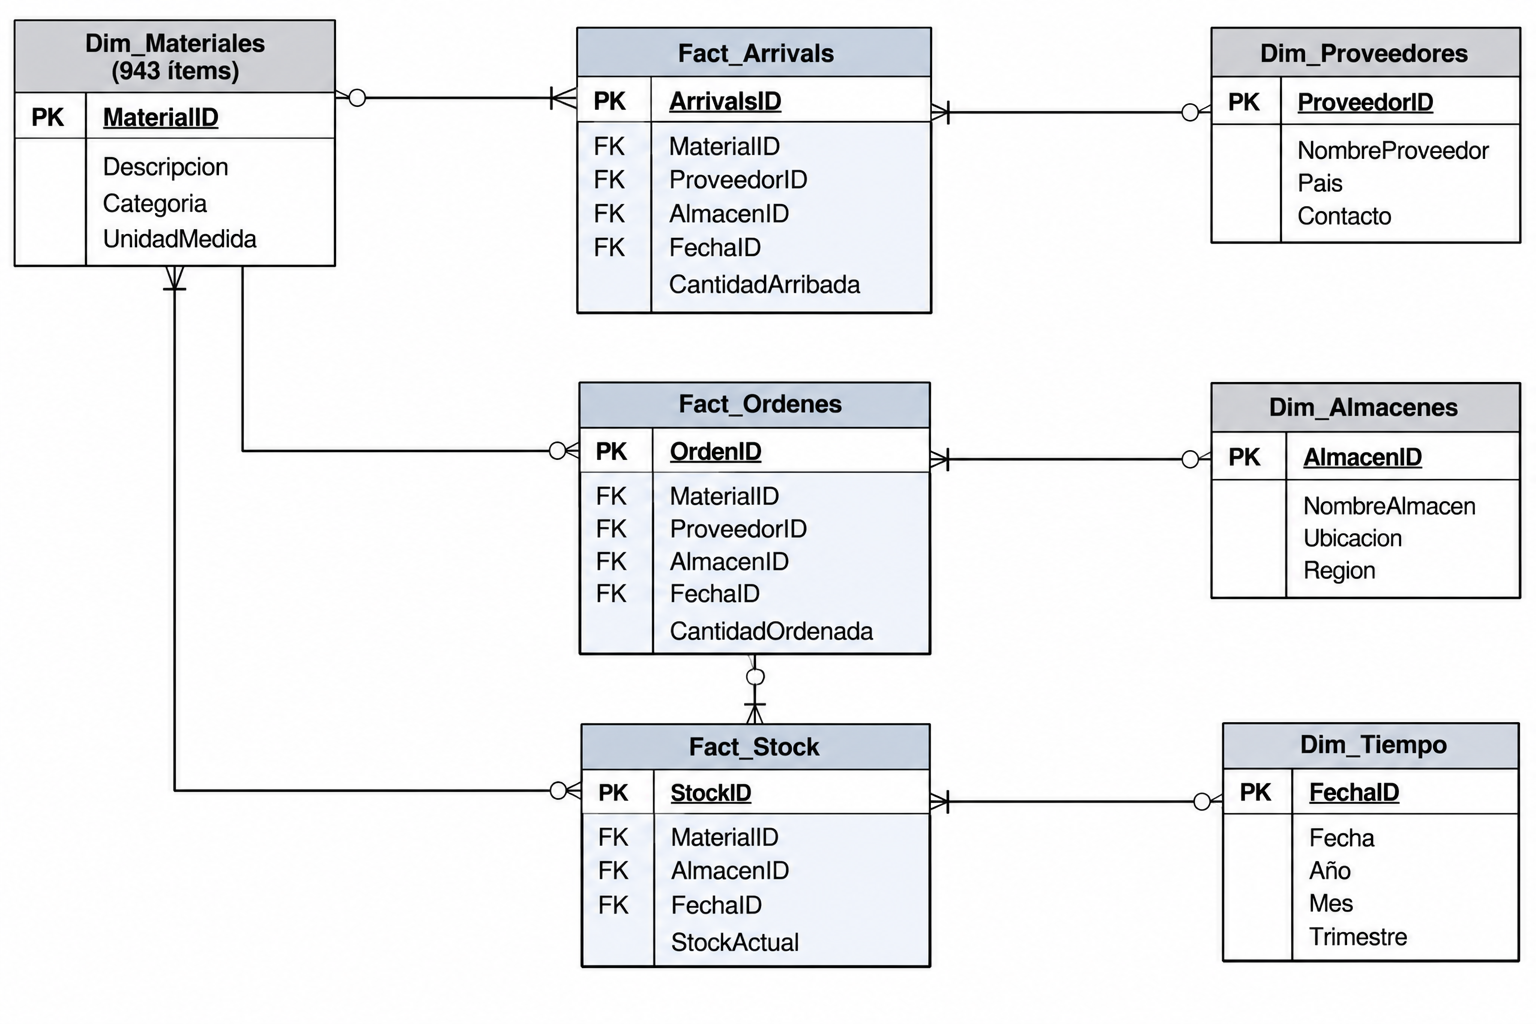 Dim_Materiales
(943 ítems)
PK MaterialID
Descripcion
Categoria
UnidadMedida
Fact_Arrivals
PK ArrivalsID
FK MaterialID
FK ProveedorID
FK AlmacenID
FK FechaID
CantidadArribada
Dim_Proveedores
PK ProveedorID
NombreProveedor
Pais
Contacto
Fact_Ordenes
PK OrdenID
FK MaterialID
FK ProveedorID
FK AlmacenID
FK FechaID
CantidadOrdenada
Dim_Almacenes
PK AlmacenID
NombreAlmacen
Ubicacion
Region
Fact_Stock
PK StockID
FK MaterialID
FK AlmacenID
FK FechaID
StockActual
Dim_Tiempo
PK FechaID
Fecha
Año
Mes
Trimestre